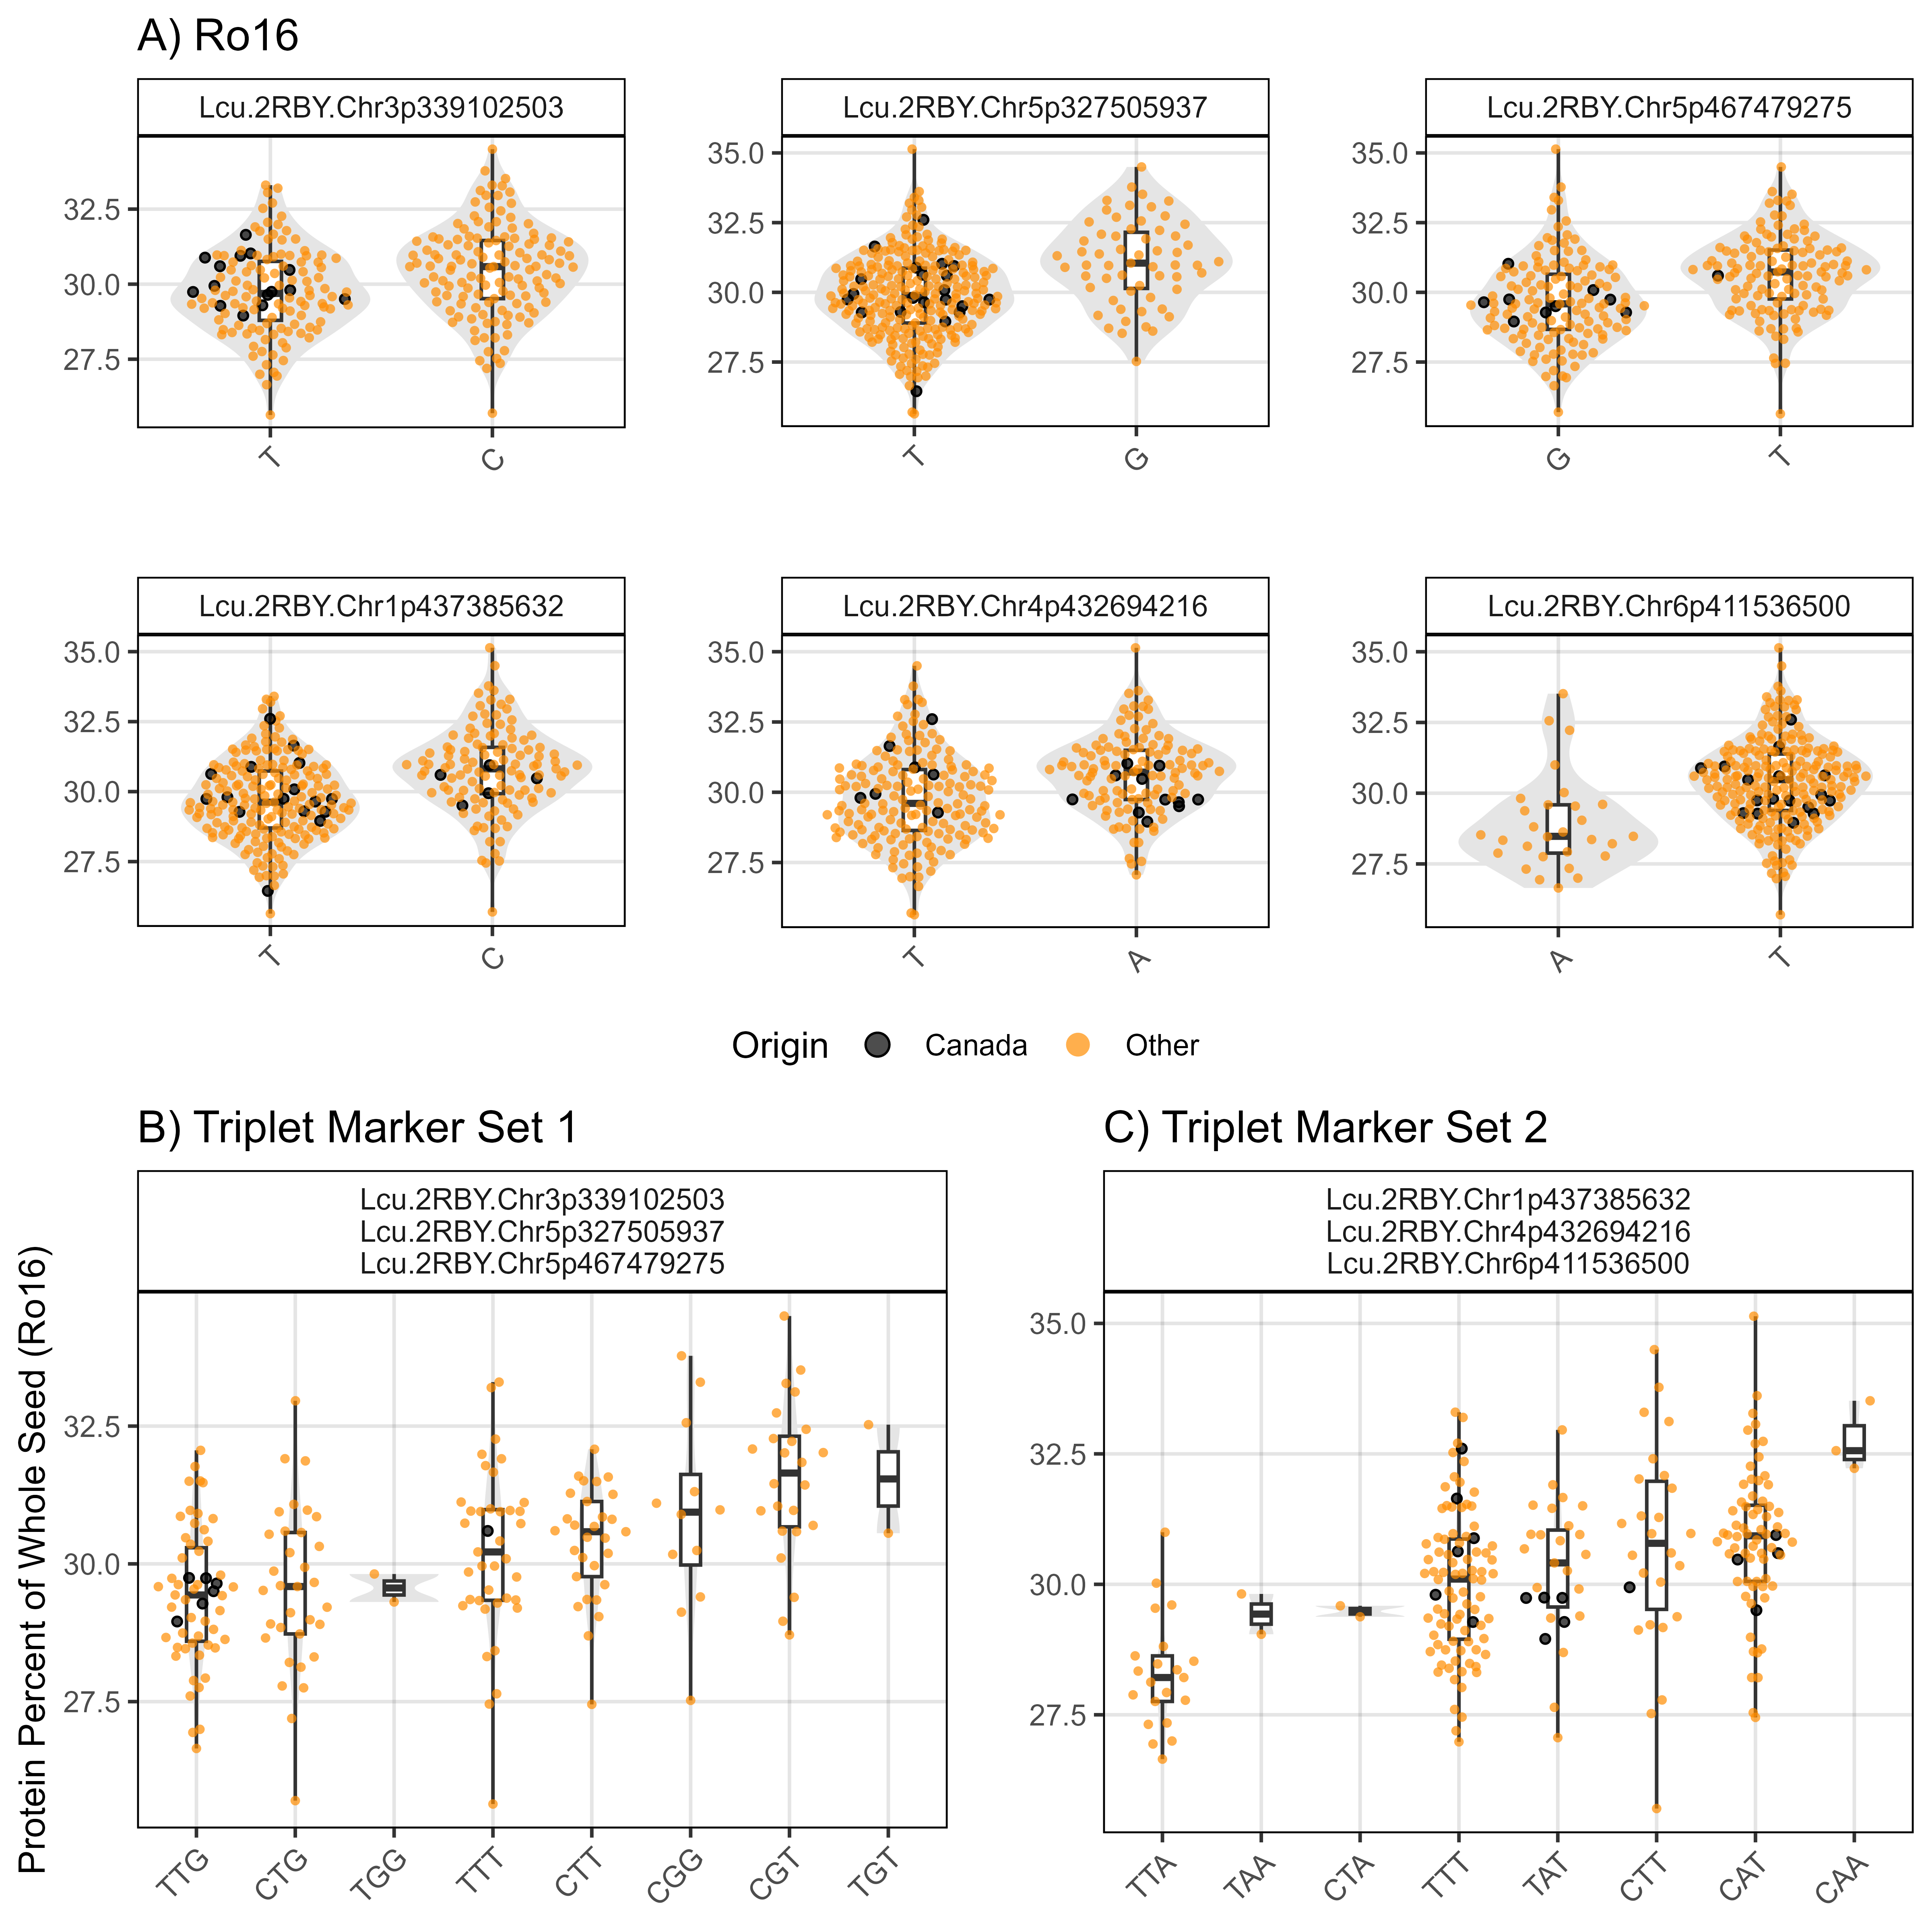 A) Ro16
Lcu.2RBY.Chr3p339102503
32.5
30.0
27.5
T
C
Lcu.2RBY.Chr5p327505937
35.0
32.5
30.0
27.5
T
G
Lcu.2RBY.Chr5p467479275
35.0
32.5
30.0
27.5
G
T
Lcu.2RBY.Chr1p437385632
35.0
32.5
30.0
27.5
T
C
Lcu.2RBY.Chr4p432694216
35.0
32.5
30.0
27.5
T
A
Lcu.2RBY.Chr6p411536500
35.0
32.5
30.0
27.5
A
T
Origin Canada Other
B) Triplet Marker Set 1
Lcu.2RBY.Chr3p339102503
Lcu.2RBY.Chr5p327505937
Lcu.2RBY.Chr5p467479275
Protein Percent of Whole Seed (Ro16)
32.5
30.0
27.5
TTG
CTG
TGG
TTT
CTT
CGG
CGT
TGT
C) Triplet Marker Set 2
Lcu.2RBY.Chr1p437385632
Lcu.2RBY.Chr4p432694216
Lcu.2RBY.Chr6p411536500
35.0
32.5
30.0
27.5
TTA
TAA
CTA
TTT
TAT
CTT
CAT
CAA